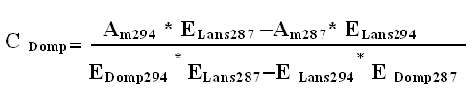 C Domp = Am294 * ELans287 – Am287 * ELans294
EDomp294 * ELans287 – E Lans294 * E Domp287